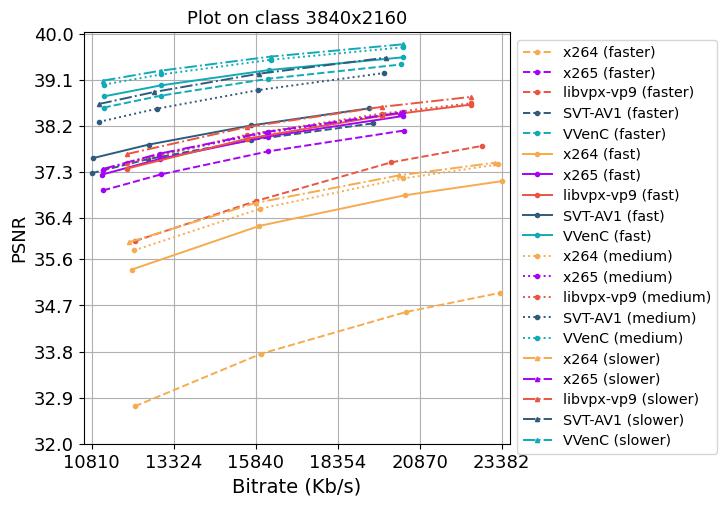 Plot on class 3840x2160
PSNR
40.0
39.1
38.2
37.3
36.4
35.6
34.7
33.8
32.9
32.0
10810 13324 15840 18354 20870 23382
Bitrate (Kb/s)
x264 (faster)
x265 (faster)
libvpx-vp9 (faster)
SVT-AV1 (faster)
VVenC (faster)
x264 (fast)
x265 (fast)
libvpx-vp9 (fast)
SVT-AV1 (fast)
VVenC (fast)
x264 (medium)
x265 (medium)
libvpx-vp9 (medium)
SVT-AV1 (medium)
VVenC (medium)
x264 (slower)
x265 (slower)
libvpx-vp9 (slower)
SVT-AV1 (slower)
VVenC (slower)